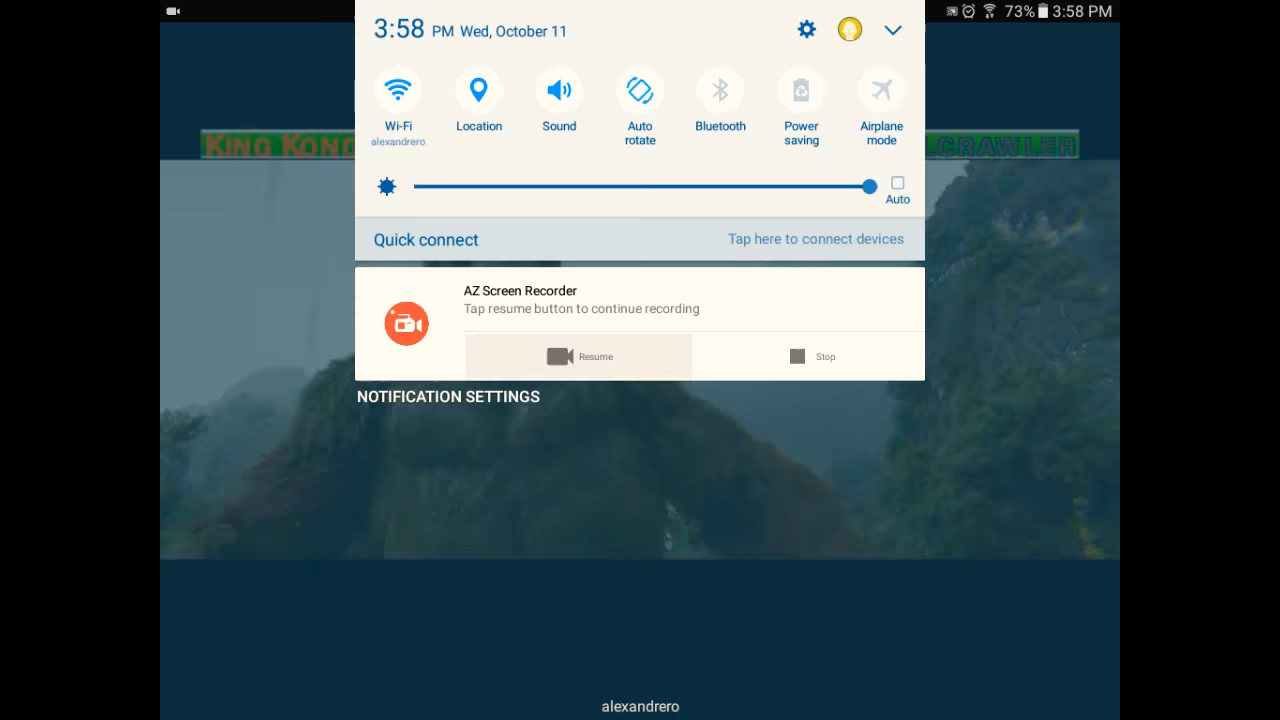 3:58 PM Wed, October 11
73% 3:58 PM
Wi-Fi
alexandrero
Location
Sound
Auto
rotate
Bluetooth
Power
saving
Airplane
mode
KING KONG
CRAWLER
Auto
Quick connect
Tap here to connect devices
AZ Screen Recorder
Tap resume button to continue recording
Resume
Stop
NOTIFICATION SETTINGS
alexandrero